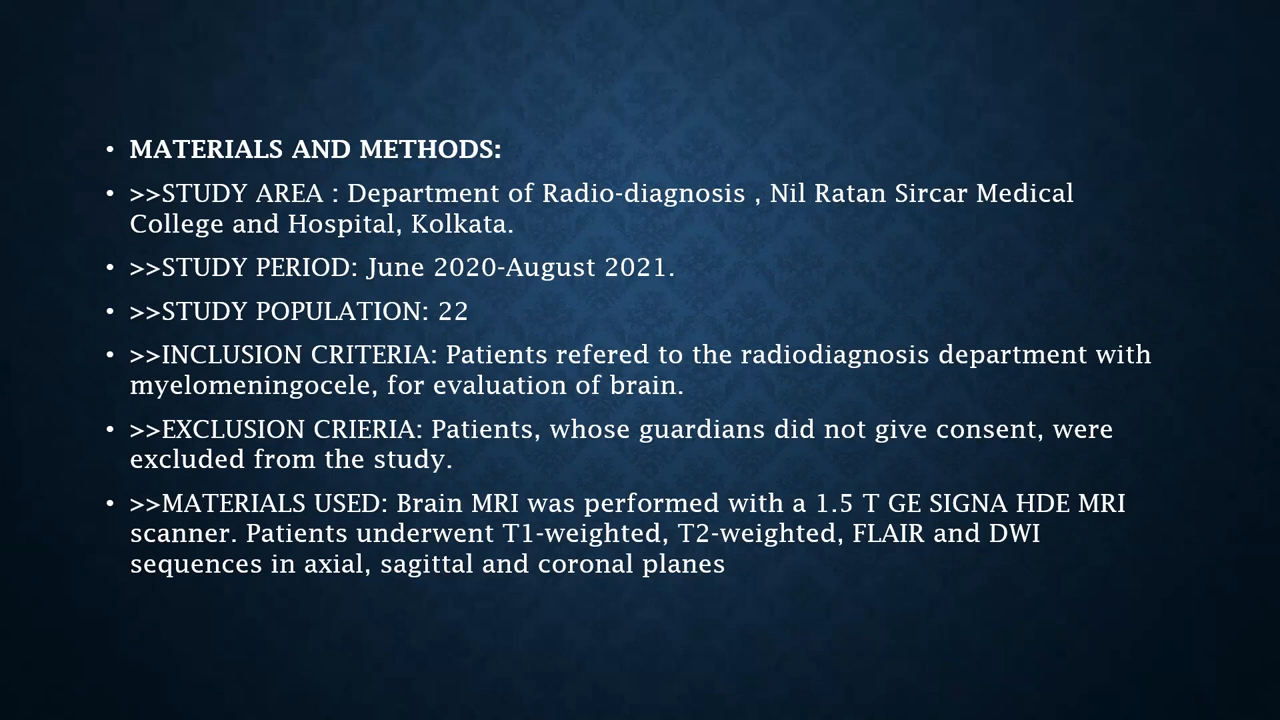 • MATERIALS AND METHODS:
• >>STUDY AREA : Department of Radio-diagnosis , Nil Ratan Sircar Medical
College and Hospital, Kolkata.
• >>STUDY PERIOD: June 2020-August 2021.
• >>STUDY POPULATION: 22
• >>INCLUSION CRITERIA: Patients refered to the radiodiagnosis department with
myelomeningocele, for evaluation of brain.
• >>EXCLUSION CRIERIA: Patients, whose guardians did not give consent, were
excluded from the study.
• >>MATERIALS USED: Brain MRI was performed with a 1.5 T GE SIGNA HDE MRI
scanner. Patients underwent T1-weighted, T2-weighted, FLAIR and DWI
sequences in axial, sagittal and coronal planes